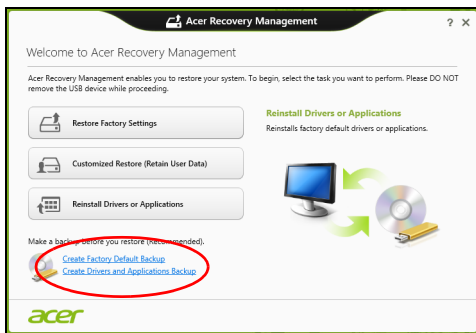 Acer Recovery Management
? X
Welcome to Acer Recovery Management
Acer Recovery Management enables you to restore your system. To begin, select the task you want to perform. Please DO NOT
remove the USB device while proceeding.
Restore Factory Settings
Customized Restore (Retain User Data)
Reinstall Drivers or Applications
Reinstall Drivers or Applications
Reinstalls factory default drivers or applications.
Make a backup before you restore (Recommended).
Create Factory Default Backup
Create Drivers and Applications Backup
acer